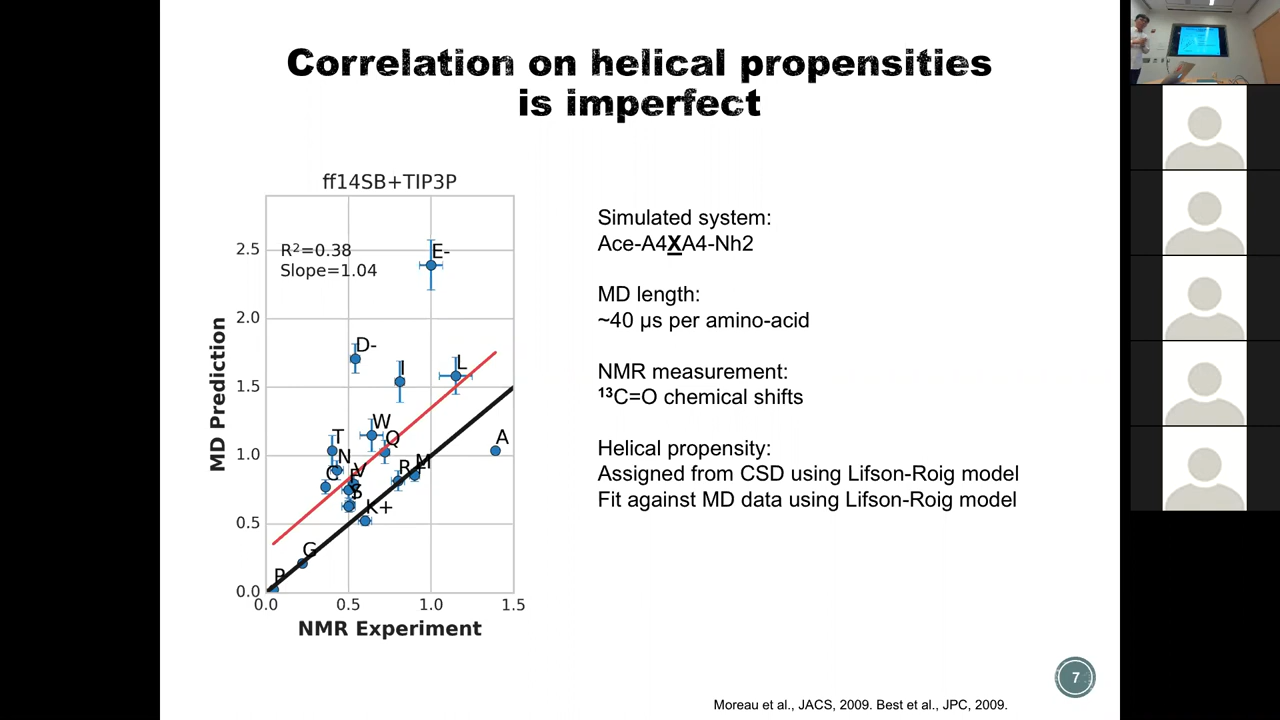 Correlation on helical propensities
is imperfect
ff14SB+TIP3P
R²=0.38
Slope=1.04
E-
D-
I
L
W
Q
T
N
A
C
V
F
R
M
Y
S
K+
G
P
2.5
2.0
1.5
1.0
0.5
0.0
0.0 0.5 1.0 1.5
MD Prediction
NMR Experiment
Simulated system:
Ace-A4XA4-Nh2
MD length:
~40 µs per amino-acid
NMR measurement:
¹³C=O chemical shifts
Helical propensity:
Assigned from CSD using Lifson-Roig model
Fit against MD data using Lifson-Roig model
7
Moreau et al., JACS, 2009. Best et al., JPC, 2009.